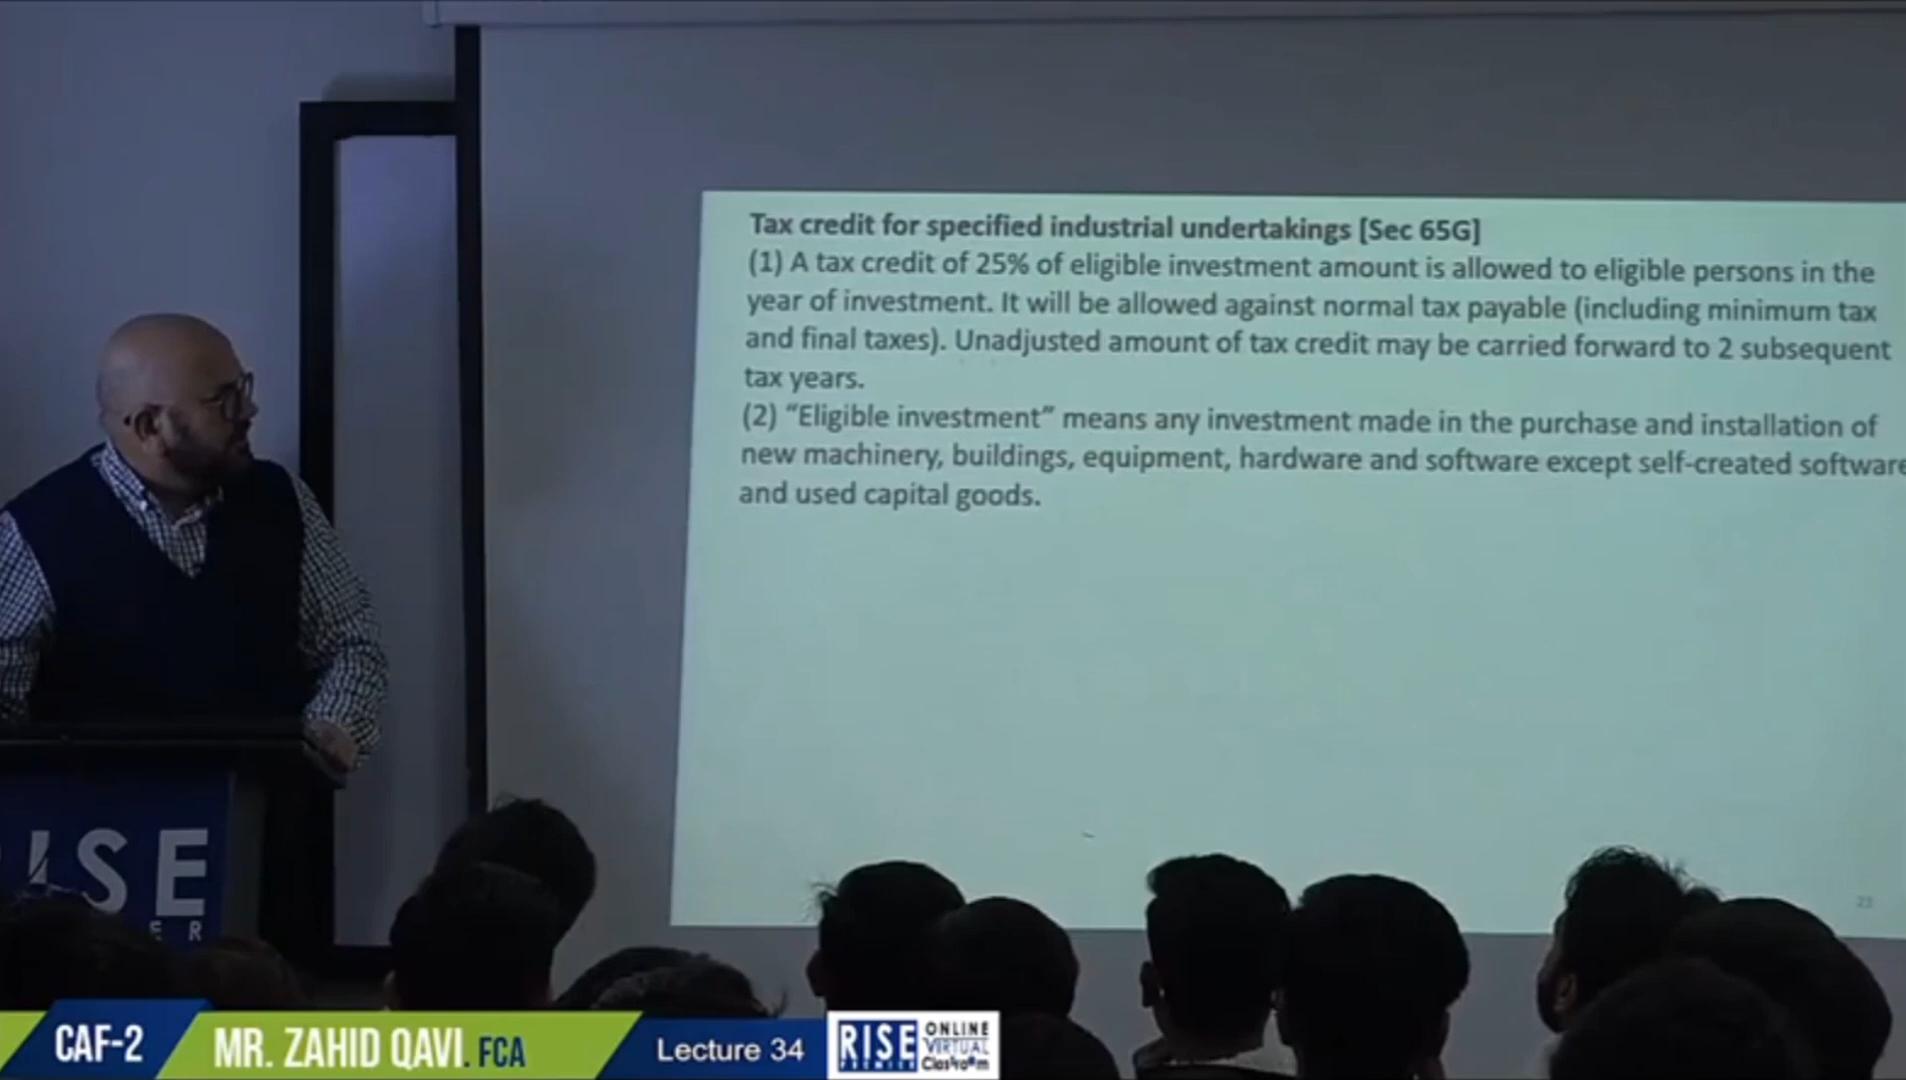 Tax credit for specified industrial undertakings [Sec 65G]
(1) A tax credit of 25% of eligible investment amount is allowed to eligible persons in the
year of investment. It will be allowed against normal tax payable (including minimum tax
and final taxes). Unadjusted amount of tax credit may be carried forward to 2 subsequent
tax years.
(2) “Eligible investment” means any investment made in the purchase and installation of
new machinery, buildings, equipment, hardware and software except self-created software
and used capital goods.
23
ISE
ER
CAF-2
MR. ZAHID QAVI. FCA
Lecture 34
RISE
PREMIER
ONLINE
VIRTUAL
Classroom